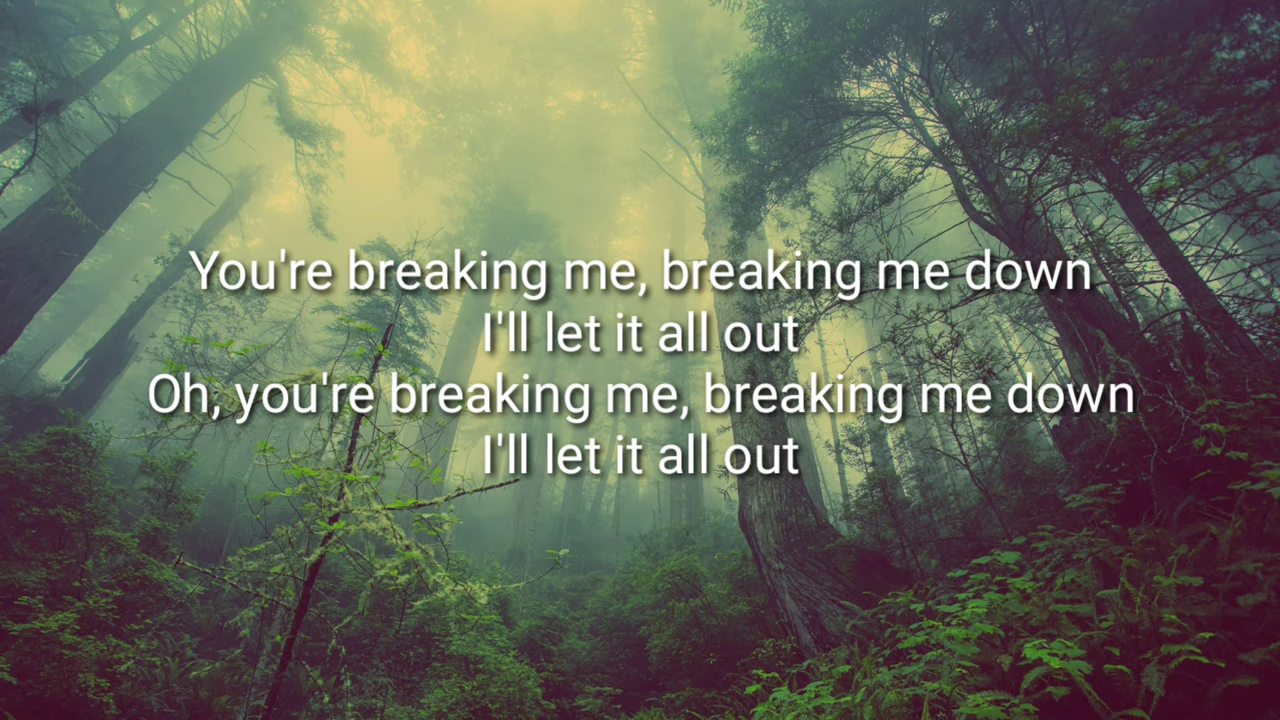 You're breaking me, breaking me down
I'll let it all out
Oh, you're breaking me, breaking me down
I'll let it all out